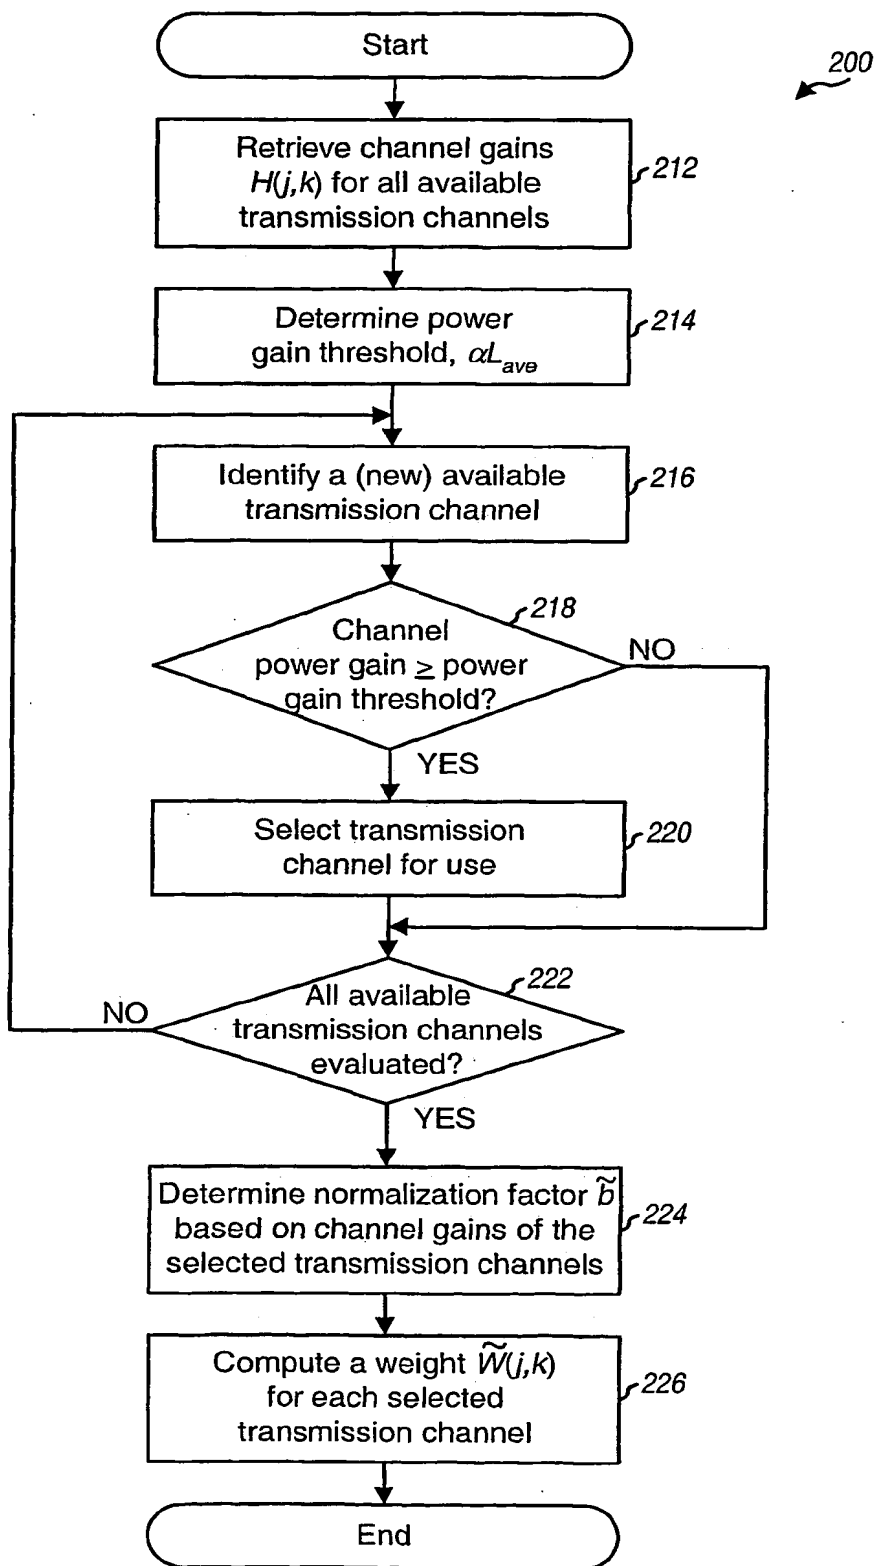 Start
200
Retrieve channel gains
H(j,k) for all available
transmission channels
212
Determine power
gain threshold, αLave
214
Identify a (new) available
transmission channel
216
218
Channel
power gain ≥ power
gain threshold?
NO
YES
Select transmission
channel for use
220
222
All available
transmission channels
evaluated?
NO
YES
Determine normalization factor b̃
based on channel gains of the
selected transmission channels
224
Compute a weight W̃(j,k)
for each selected
transmission channel
226
End